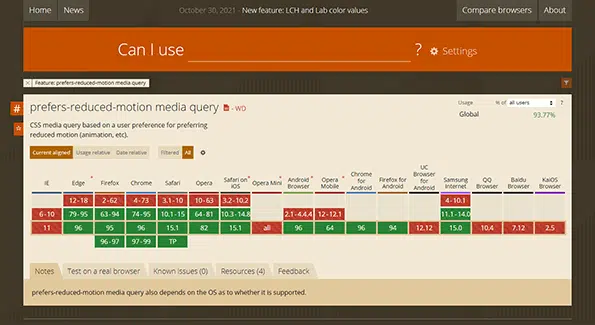 Home
News
October 30, 2021 - New feature: LCH and Lab color values
Compare browsers
About
Can I use
?
Settings
Feature: prefers-reduced-motion media query
#
prefers-reduced-motion media query
- WD
Usage
% of
all users
?
Global
93.77%
CSS media query based on a user preference for preferring
reduced motion (animation, etc).
Current aligned
Usage relative
Date relative
Filtered
All
IE
Edge
Firefox
Chrome
Safari
Opera
Safari on iOS
Opera Mini
Android Browser
Opera Mobile
Chrome for Android
Firefox for Android
UC Browser for Android
Samsung Internet
QQ Browser
Baidu Browser
KaiOS Browser
12-18
2-62
4-73
3.1-10
10-63
3.2-10.2
4-10.1
6-10
79-95
63-94
74-95
10.1-15
64-81
10.3-14.8
2.1-4.4.4
12-12.1
11.1-14.0
11
96
95
96
15.1
82
15.1
all
96
64
96
94
12.12
15.0
10.4
7.12
2.5
96-97
97-99
TP
Notes
Test on a real browser
Known issues (0)
Resources (4)
Feedback
prefers-reduced-motion media query also depends on the OS as to whether it is supported.